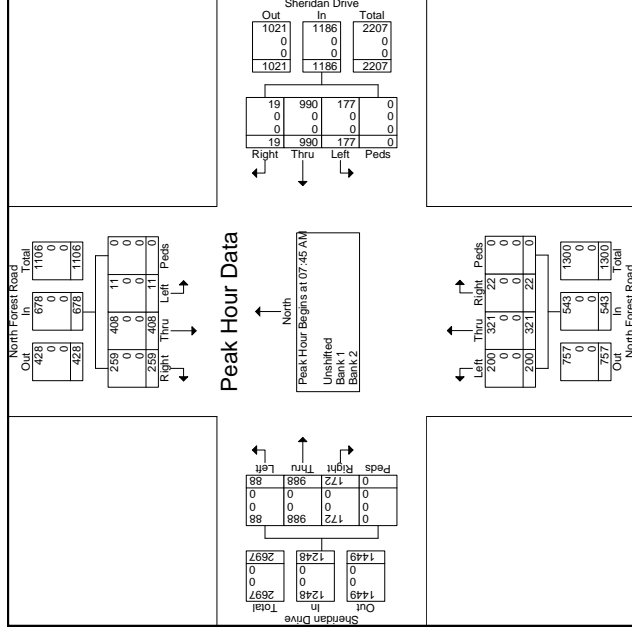 Sheridan Drive
Out In Total
1021 1186 2207
0 0 0
0 0 0
1021 1186 2207
19 990 177 0
0 0 0 0
0 0 0 0
19 990 177 0
Right Thru Left Peds
North Forest Road
Out In Total
428 678 1106
0 0 0
0 0 0
428 678 1106
259 408 11 0
0 0 0 0
0 0 0 0
259 408 11 0
Right Thru Left Peds
Peak Hour Data
North
Peak Hour Begins at 07:45 AM
Unshifted
Bank 1
Bank 2
Left Thru Right Peds
200 321 22 0
0 0 0 0
0 0 0 0
200 321 22 0
757 543 1300
0 0 0
0 0 0
757 543 1300
Out In Total
North Forest Road
Left Thru Right Peds
88 988 172 0
0 0 0 0
0 0 0 0
88 988 172 0
2697 1248 1449
0 0 0
0 0 0
2697 1248 1449
Total In Out
Sheridan Drive